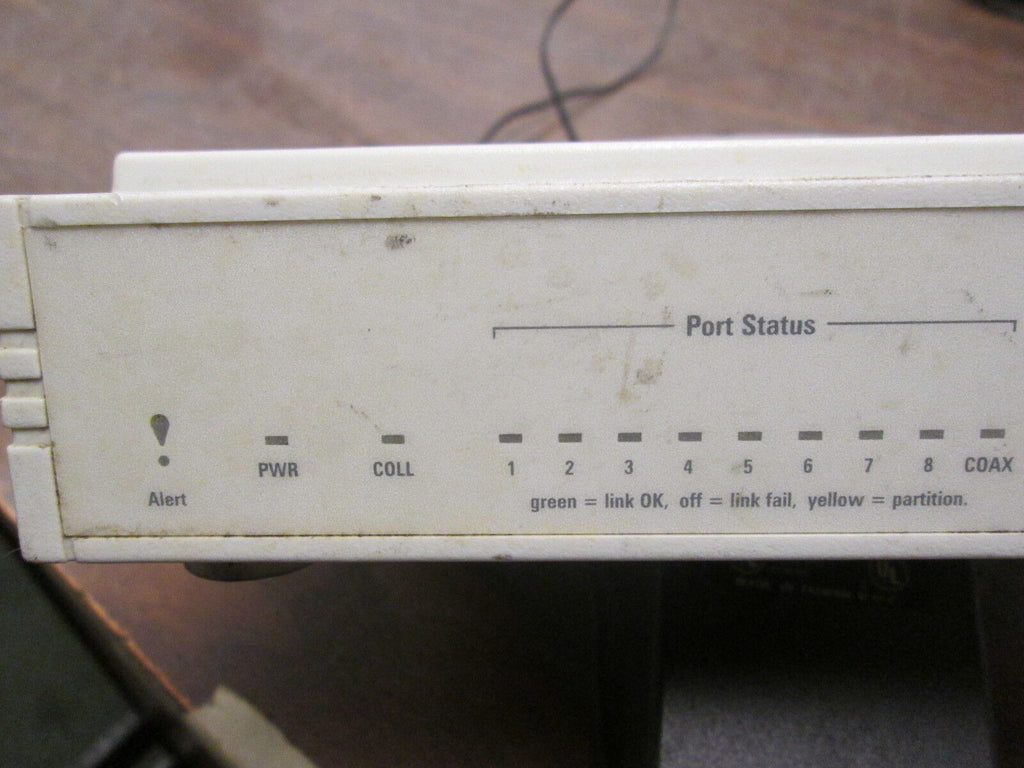 Port Status
!
PWR COLL 1 2 3 4 5 6 7 8 COAX
Alert
green = link OK, off = link fail, yellow = partition.